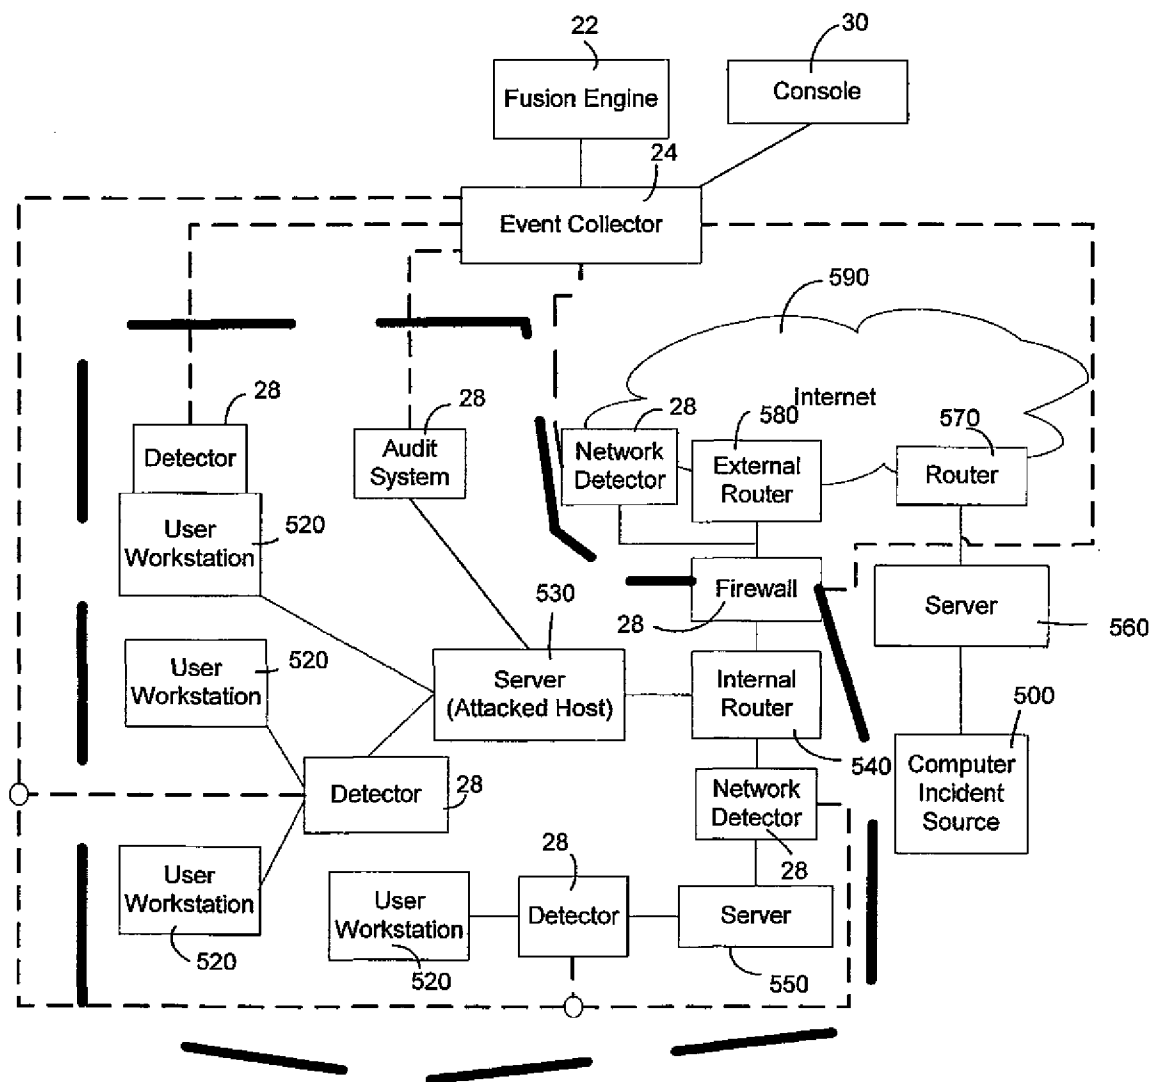 22
30
Fusion Engine
Console
24
Event Collector
590
Internet
28
28
28
580
570
Detector
Audit
System
Network
Detector
External
Router
Router
User
Workstation
520
530
Firewall
28
Server
560
User
Workstation
520
Server
(Attacked Host)
Internal
Router
540
500
Computer
Incident
Source
Detector
28
Network
Detector
28
User
Workstation
520
28
User
Workstation
520
Detector
Server
550